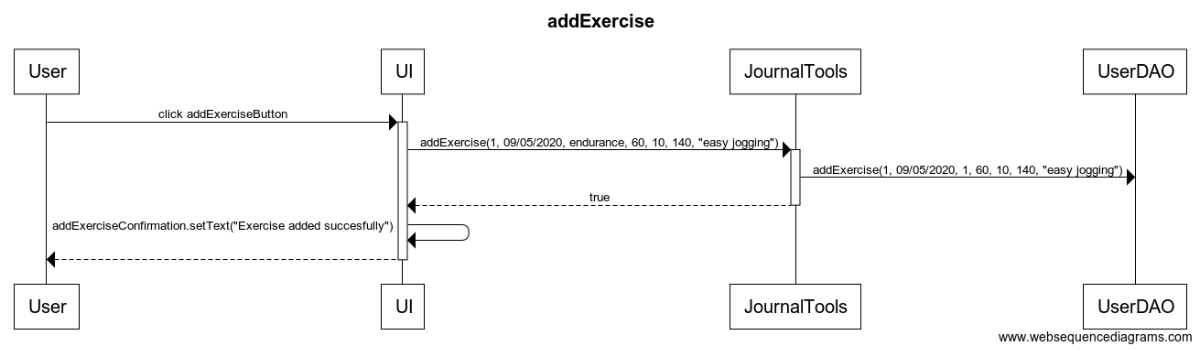 addExercise
User UI JournalTools UserDAO
click addExerciseButton
addExercise(1, 09/05/2020, endurance, 60, 10, 140, "easy jogging")
addExercise(1, 09/05/2020, 1, 60, 10, 140, "easy jogging")
true
addExerciseConfirmation.setText("Exercise added succesfully")
User UI JournalTools UserDAO
www.websequencediagrams.com